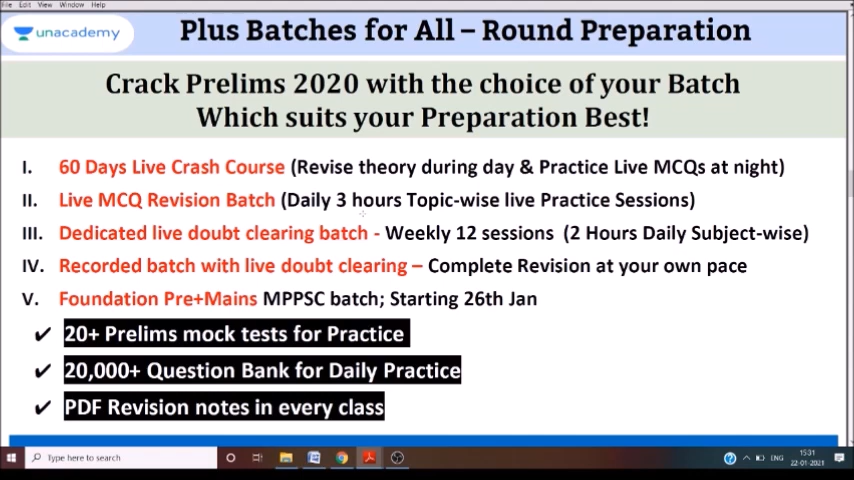 File Edit View Window Help
unacademy
Plus Batches for All – Round Preparation
Crack Prelims 2020 with the choice of your Batch
Which suits your Preparation Best!
I. 60 Days Live Crash Course (Revise theory during day & Practice Live MCQs at night)
II. Live MCQ Revision Batch (Daily 3 hours Topic-wise live Practice Sessions)
III. Dedicated live doubt clearing batch - Weekly 12 sessions (2 Hours Daily Subject-wise)
IV. Recorded batch with live doubt clearing – Complete Revision at your own pace
V. Foundation Pre+Mains MPPSC batch; Starting 26th Jan
✔ 20+ Prelims mock tests for Practice
✔ 20,000+ Question Bank for Daily Practice
✔ PDF Revision notes in every class
Type here to search
ENG
15:31
22-01-2021